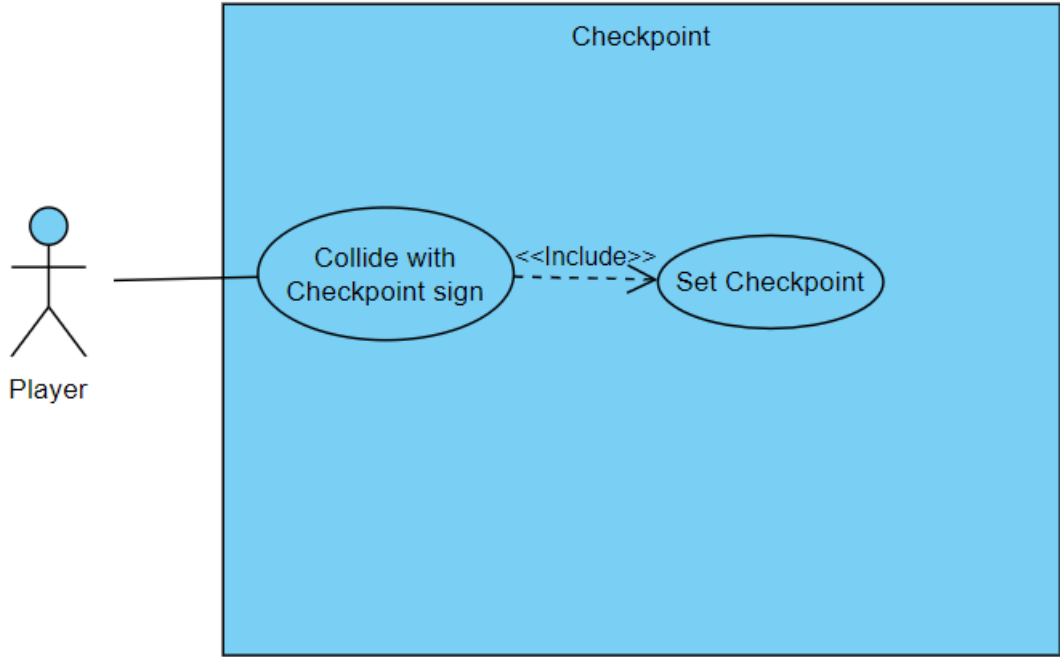 Checkpoint
Collide with
Checkpoint sign
<<Include>>
Set Checkpoint
Player